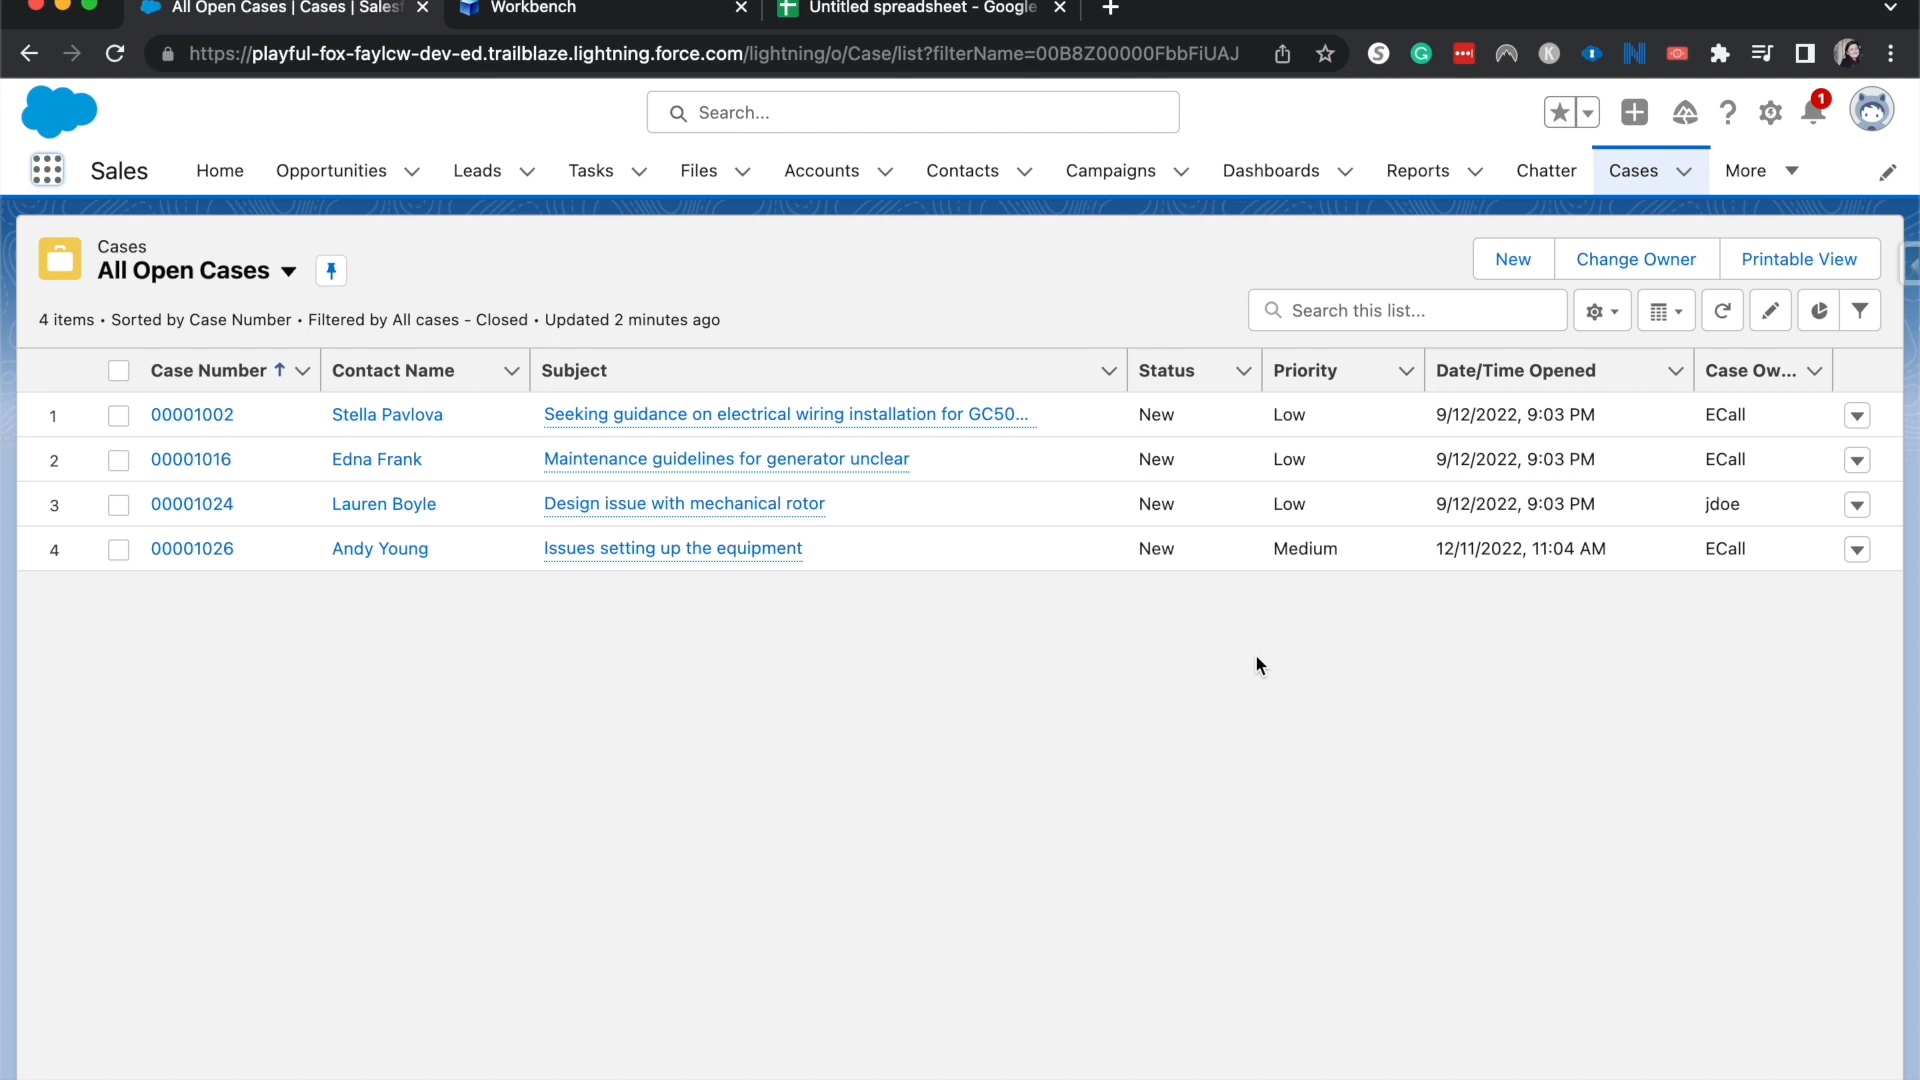 All Open Cases | Cases | Salesf
Workbench
Untitled spreadsheet - Google
https://playful-fox-faylcw-dev-ed.trailblaze.lightning.force.com/lightning/o/Case/list?filterName=00B8Z00000FbbFiUAJ
S
G
K
N
Search...
1
Sales
Home
Opportunities
Leads
Tasks
Files
Accounts
Contacts
Campaigns
Dashboards
Reports
Chatter
Cases
More
Cases
All Open Cases
New
Change Owner
Printable View
4 items • Sorted by Case Number • Filtered by All cases - Closed • Updated 2 minutes ago
Search this list...
Case Number
Contact Name
Subject
Status
Priority
Date/Time Opened
Case Ow...
1 00001002 Stella Pavlova Seeking guidance on electrical wiring installation for GC50... New Low 9/12/2022, 9:03 PM ECall
2 00001016 Edna Frank Maintenance guidelines for generator unclear New Low 9/12/2022, 9:03 PM ECall
3 00001024 Lauren Boyle Design issue with mechanical rotor New Low 9/12/2022, 9:03 PM jdoe
4 00001026 Andy Young Issues setting up the equipment New Medium 12/11/2022, 11:04 AM ECall